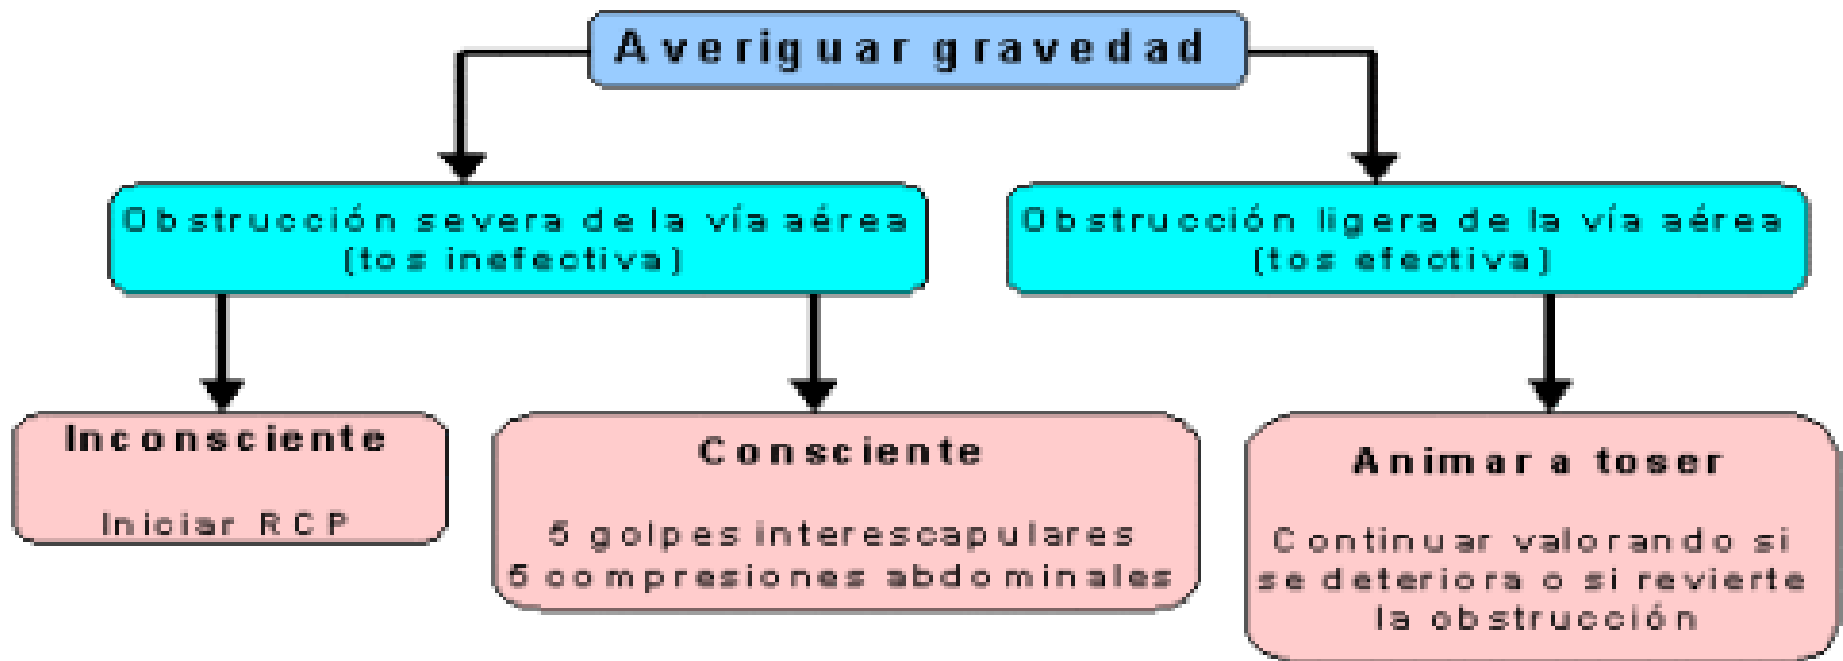 Averiguar gravedad
Obstrucción severa de la vía aérea
(tos inefectiva)
Obstrucción ligera de la vía aérea
(tos efectiva)
Inconsciente
Iniciar RCP
Consciente
5 golpes interescapulares
5 compresiones abdominales
Animar a toser
Continuar valorando si
se deteriora o si revierte
la obstrucción